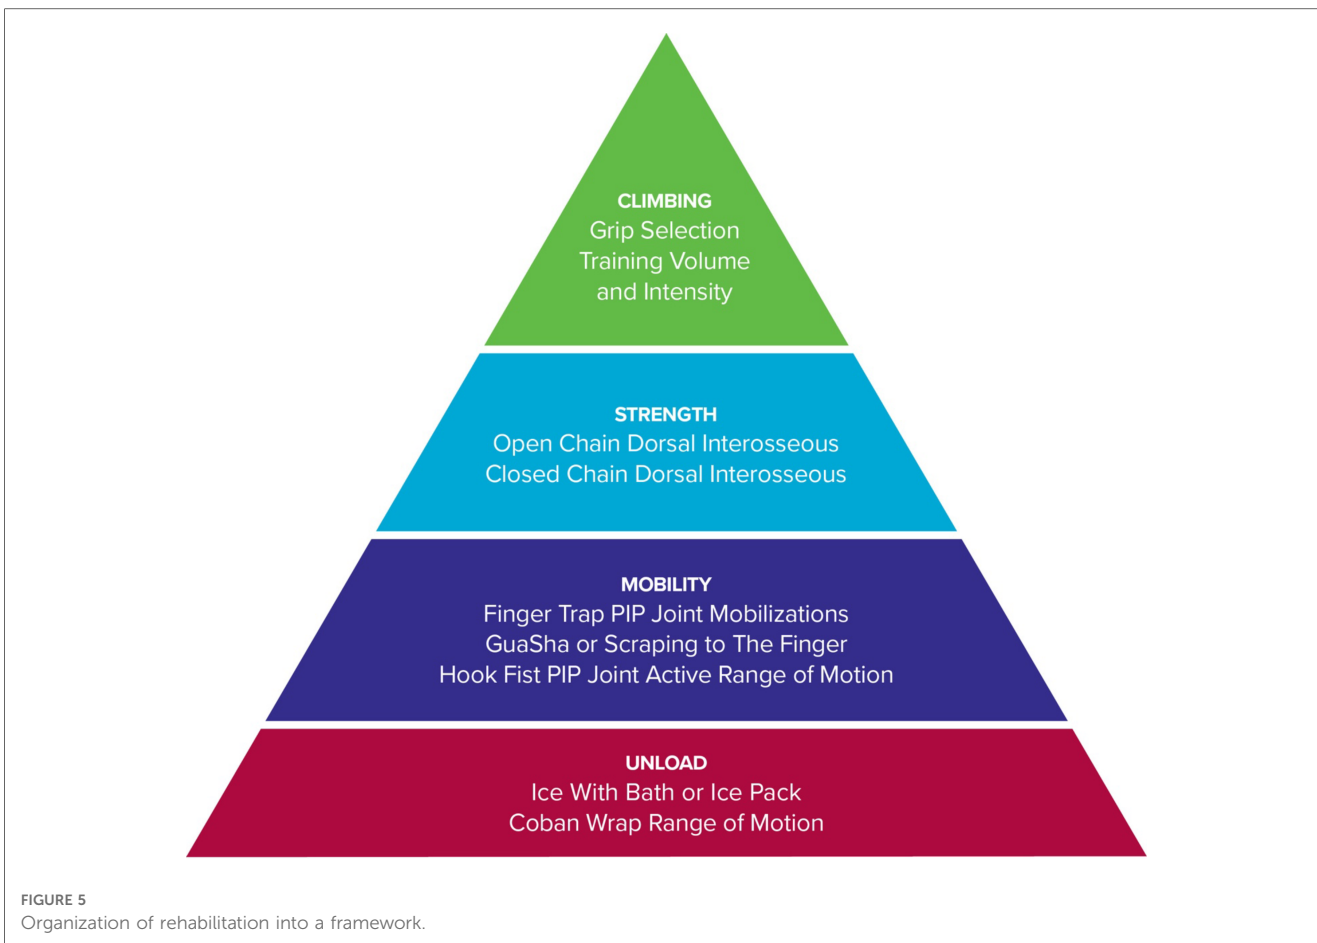 CLIMBING
Grip Selection
Training Volume
and Intensity
STRENGTH
Open Chain Dorsal Interosseous
Closed Chain Dorsal Interosseous
MOBILITY
Finger Trap PIP Joint Mobilizations
GuaSha or Scraping to The Finger
Hook Fist PIP Joint Active Range of Motion
UNLOAD
Ice With Bath or Ice Pack
Coban Wrap Range of Motion
FIGURE 5
Organization of rehabilitation into a framework.